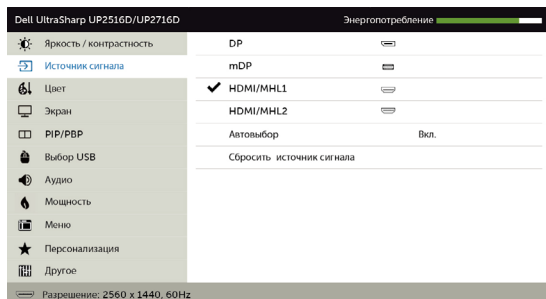 Dell UltraSharp UP2516D/UP2716D Энергопотребление
Яркость / контрастность DP
Источник сигнала mDP
Цвет HDMI/MHL1
Экран HDMI/MHL2
PIP/PBP Автовыбор Вкл.
Выбор USB Сбросить источник сигнала
Аудио
Мощность
Меню
Персонализация
Другое
Разрешение: 2560 x 1440, 60Hz